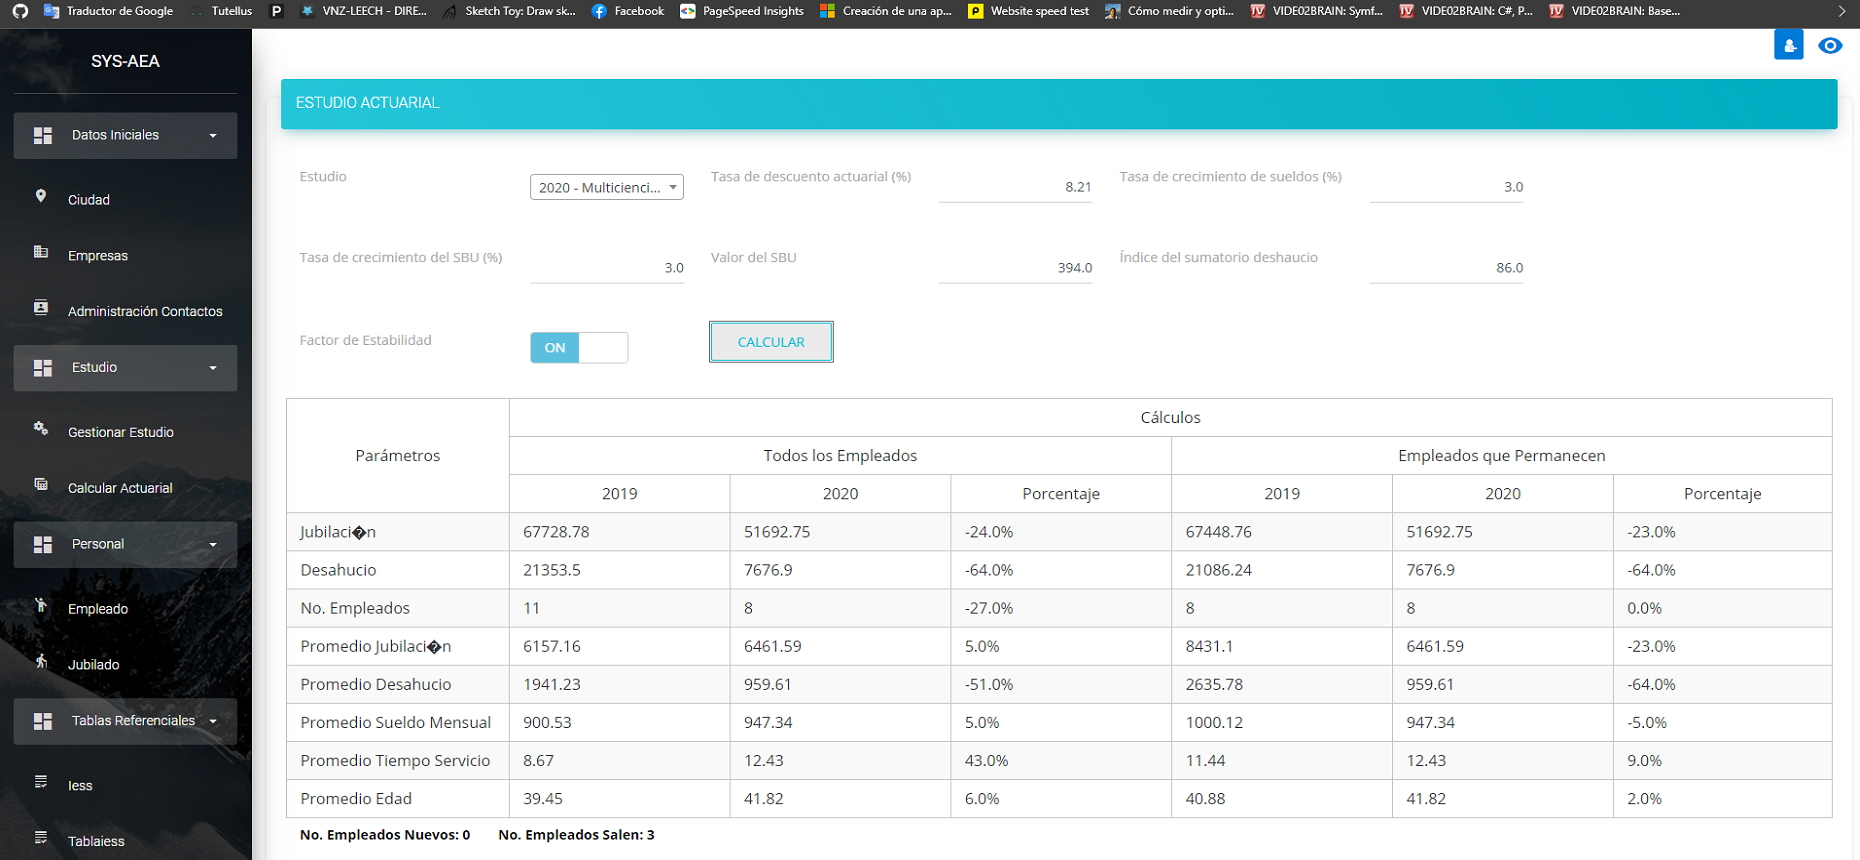 Traductor de Google Tutellus VNZ-LEECH - DIRE... Sketch Toy: Draw sk... Facebook PageSpeed Insights Creación de una ap... Website speed test Cómo medir y opti... VIDE02BRAIN: Symf... VIDE02BRAIN: C#, P... VIDE02BRAIN: Base...
SYS-AEA
Datos Iniciales
Ciudad
Empresas
Administración Contactos
Estudio
Gestionar Estudio
Calcular Actuarial
Personal
Empleado
Jubilado
Tablas Referenciales
Iess
Tablaiess
ESTUDIO ACTUARIAL
Estudio 2020 - Multicienci... Tasa de descuento actuarial (%) 8.21 Tasa de crecimiento de sueldos (%) 3.0
Tasa de crecimiento del SBU (%) 3.0 Valor del SBU 394.0 Índice del sumatorio deshaucio 86.0
Factor de Estabilidad ON CALCULAR
Parámetros Cálculos
Todos los Empleados Empleados que Permanecen
2019 2020 Porcentaje 2019 2020 Porcentaje
Jubilaci�n 67728.78 51692.75 -24.0% 67448.76 51692.75 -23.0%
Desahucio 21353.5 7676.9 -64.0% 21086.24 7676.9 -64.0%
No. Empleados 11 8 -27.0% 8 8 0.0%
Promedio Jubilaci�n 6157.16 6461.59 5.0% 8431.1 6461.59 -23.0%
Promedio Desahucio 1941.23 959.61 -51.0% 2635.78 959.61 -64.0%
Promedio Sueldo Mensual 900.53 947.34 5.0% 1000.12 947.34 -5.0%
Promedio Tiempo Servicio 8.67 12.43 43.0% 11.44 12.43 9.0%
Promedio Edad 39.45 41.82 6.0% 40.88 41.82 2.0%
No. Empleados Nuevos: 0 No. Empleados Salen: 3